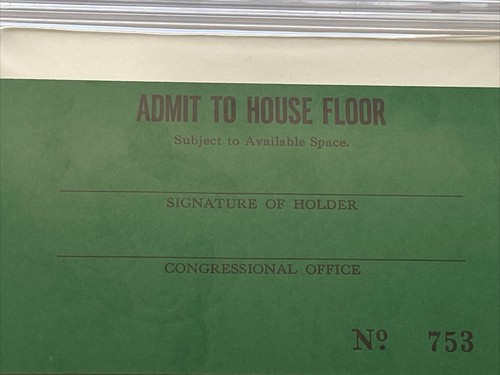 ADMIT TO HOUSE FLOOR
Subject to Available Space.
SIGNATURE OF HOLDER
CONGRESSIONAL OFFICE
Nº 753